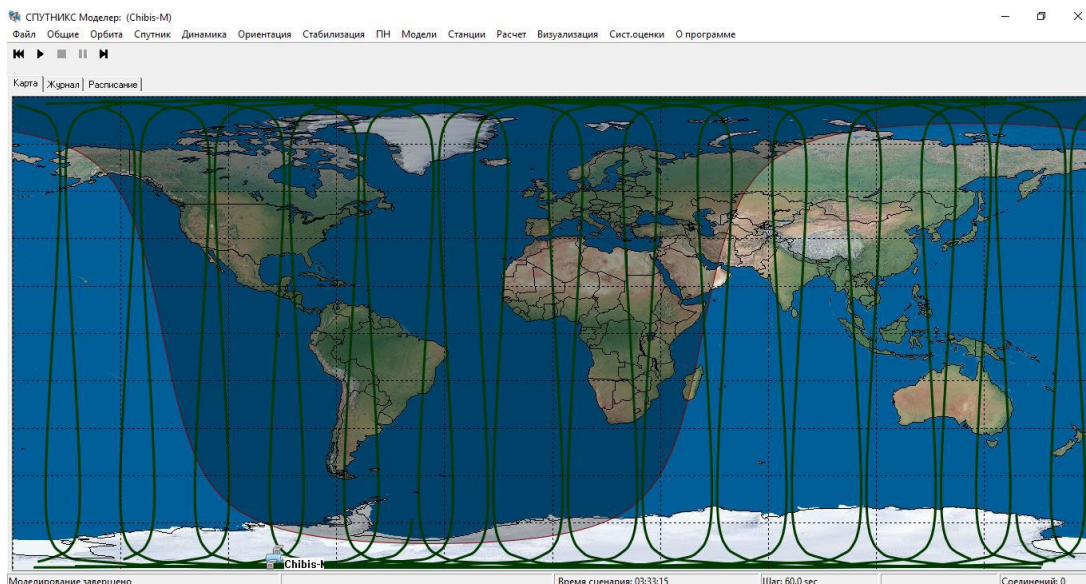 СПУТНИКС Моделер: (Chibis-M)
Файл Общие Орбита Спутник Динамика Ориентация Стабилизация ПН Модели Станции Расчет Визуализация Сист.оценки О программе
Карта Журнал Расписание
Chibis-M
Моделирование завершено Время сценария: 03:33:15 Шаг: 60,0 sec Соединений: 0